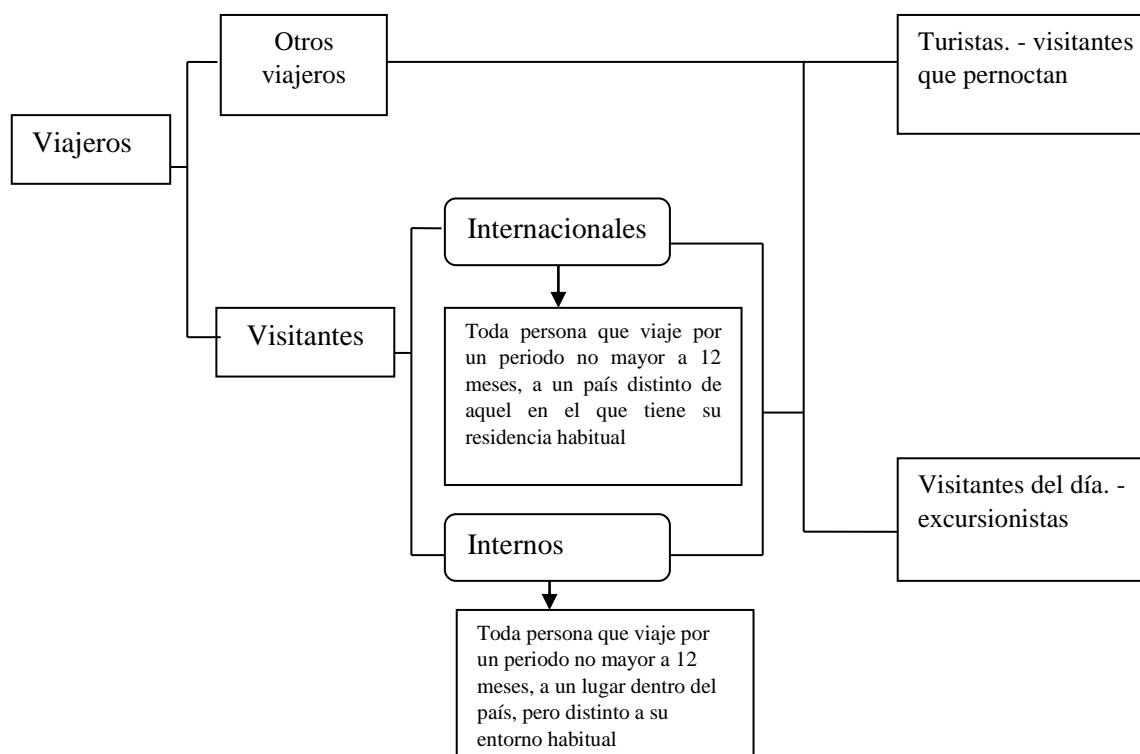 Otros
viajeros
Turistas. - visitantes
que pernoctan
Viajeros
Internacionales
Visitantes
Toda persona que viaje por
un periodo no mayor a 12
meses, a un país distinto de
aquel en el que tiene su
residencia habitual
Visitantes del día. -
excursionistas
Internos
Toda persona que viaje por
un periodo no mayor a 12
meses, a un lugar dentro del
país, pero distinto a su
entorno habitual